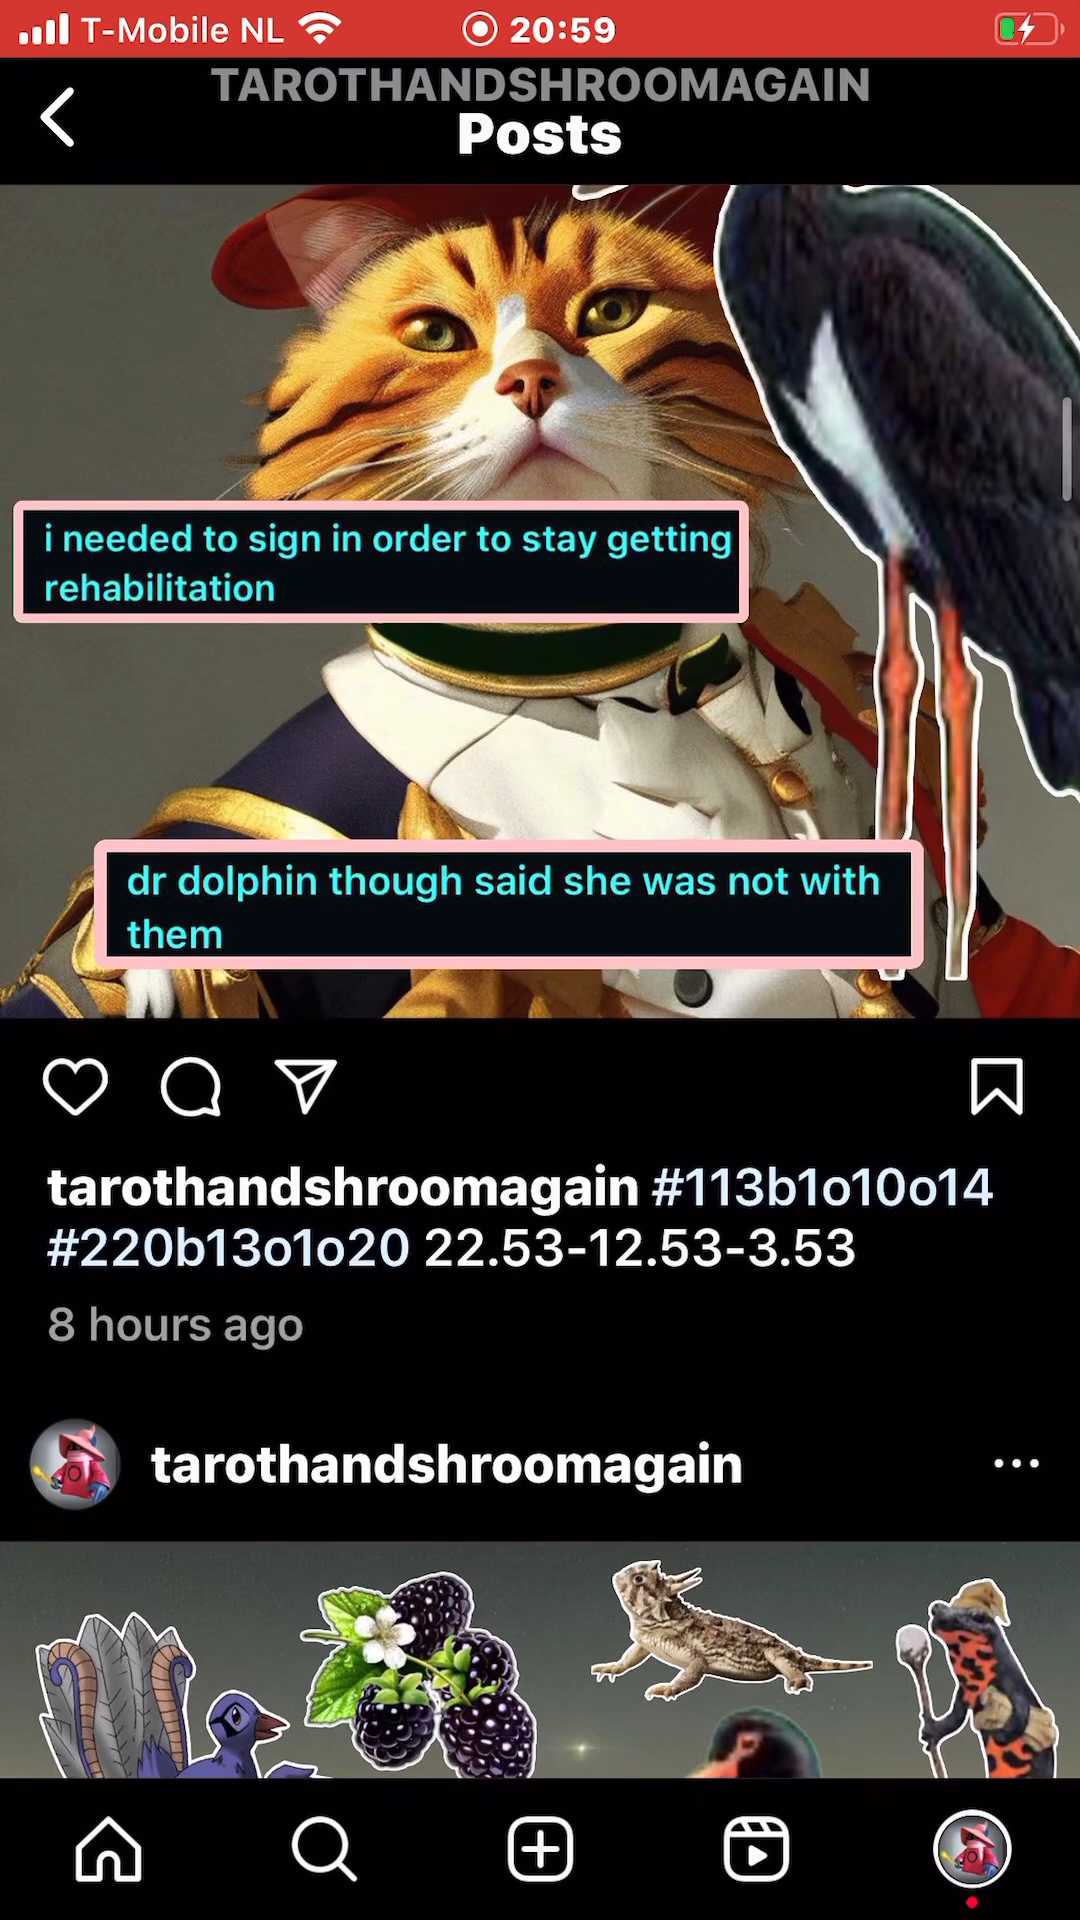 T-Mobile NL
20:59
TAROTHANDSHROOMAGAIN
Posts
i needed to sign in order to stay getting
rehabilitation
dr dolphin though said she was not with
them
tarothandshroomagain #113b1o10o14
#220b13o1o20 22.53-12.53-3.53
8 hours ago
tarothandshroomagain